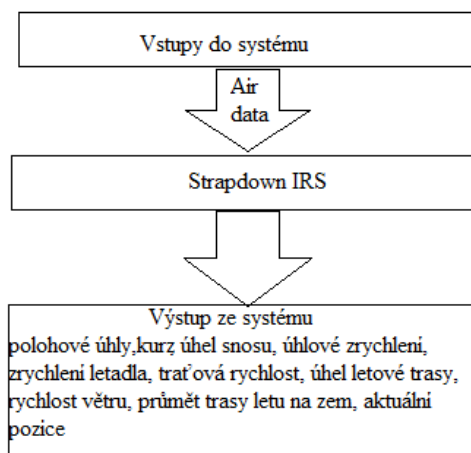 Vstupy do systému
Air
data
Strapdown IRS
Výstup ze systému
polohové úhly,kurz úhel snosu, úhlové zrychlení,
zrychlení letadla, traťová rychlost, úhel letové trasy,
rychlost větru, průmět trasy letu na zem, aktuální
pozice